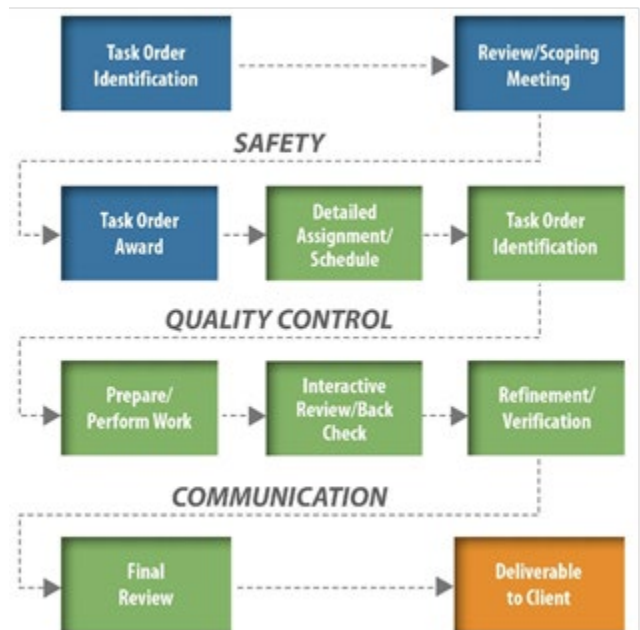 Task Order
Identification
Review/Scoping
Meeting
SAFETY
Task Order
Award
Detailed
Assignment/
Schedule
Task Order
Identification
QUALITY CONTROL
Prepare/
Perform Work
Interactive
Review/Back
Check
Refinement/
Verification
COMMUNICATION
Final
Review
Deliverable
to Client